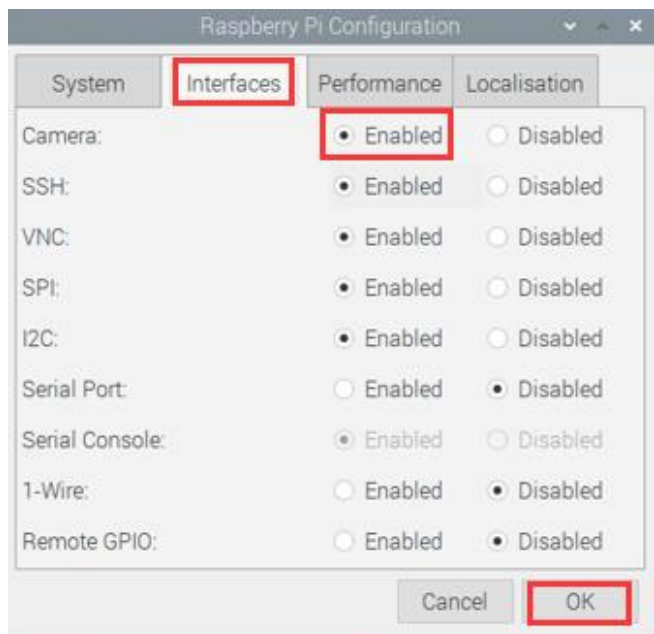 Raspberry Pi Configuration
System Interfaces Performance Localisation
Camera: Enabled Disabled
SSH: Enabled Disabled
VNC: Enabled Disabled
SPI: Enabled Disabled
I2C: Enabled Disabled
Serial Port: Enabled Disabled
Serial Console: Enabled Disabled
1-Wire: Enabled Disabled
Remote GPIO: Enabled Disabled
Cancel OK